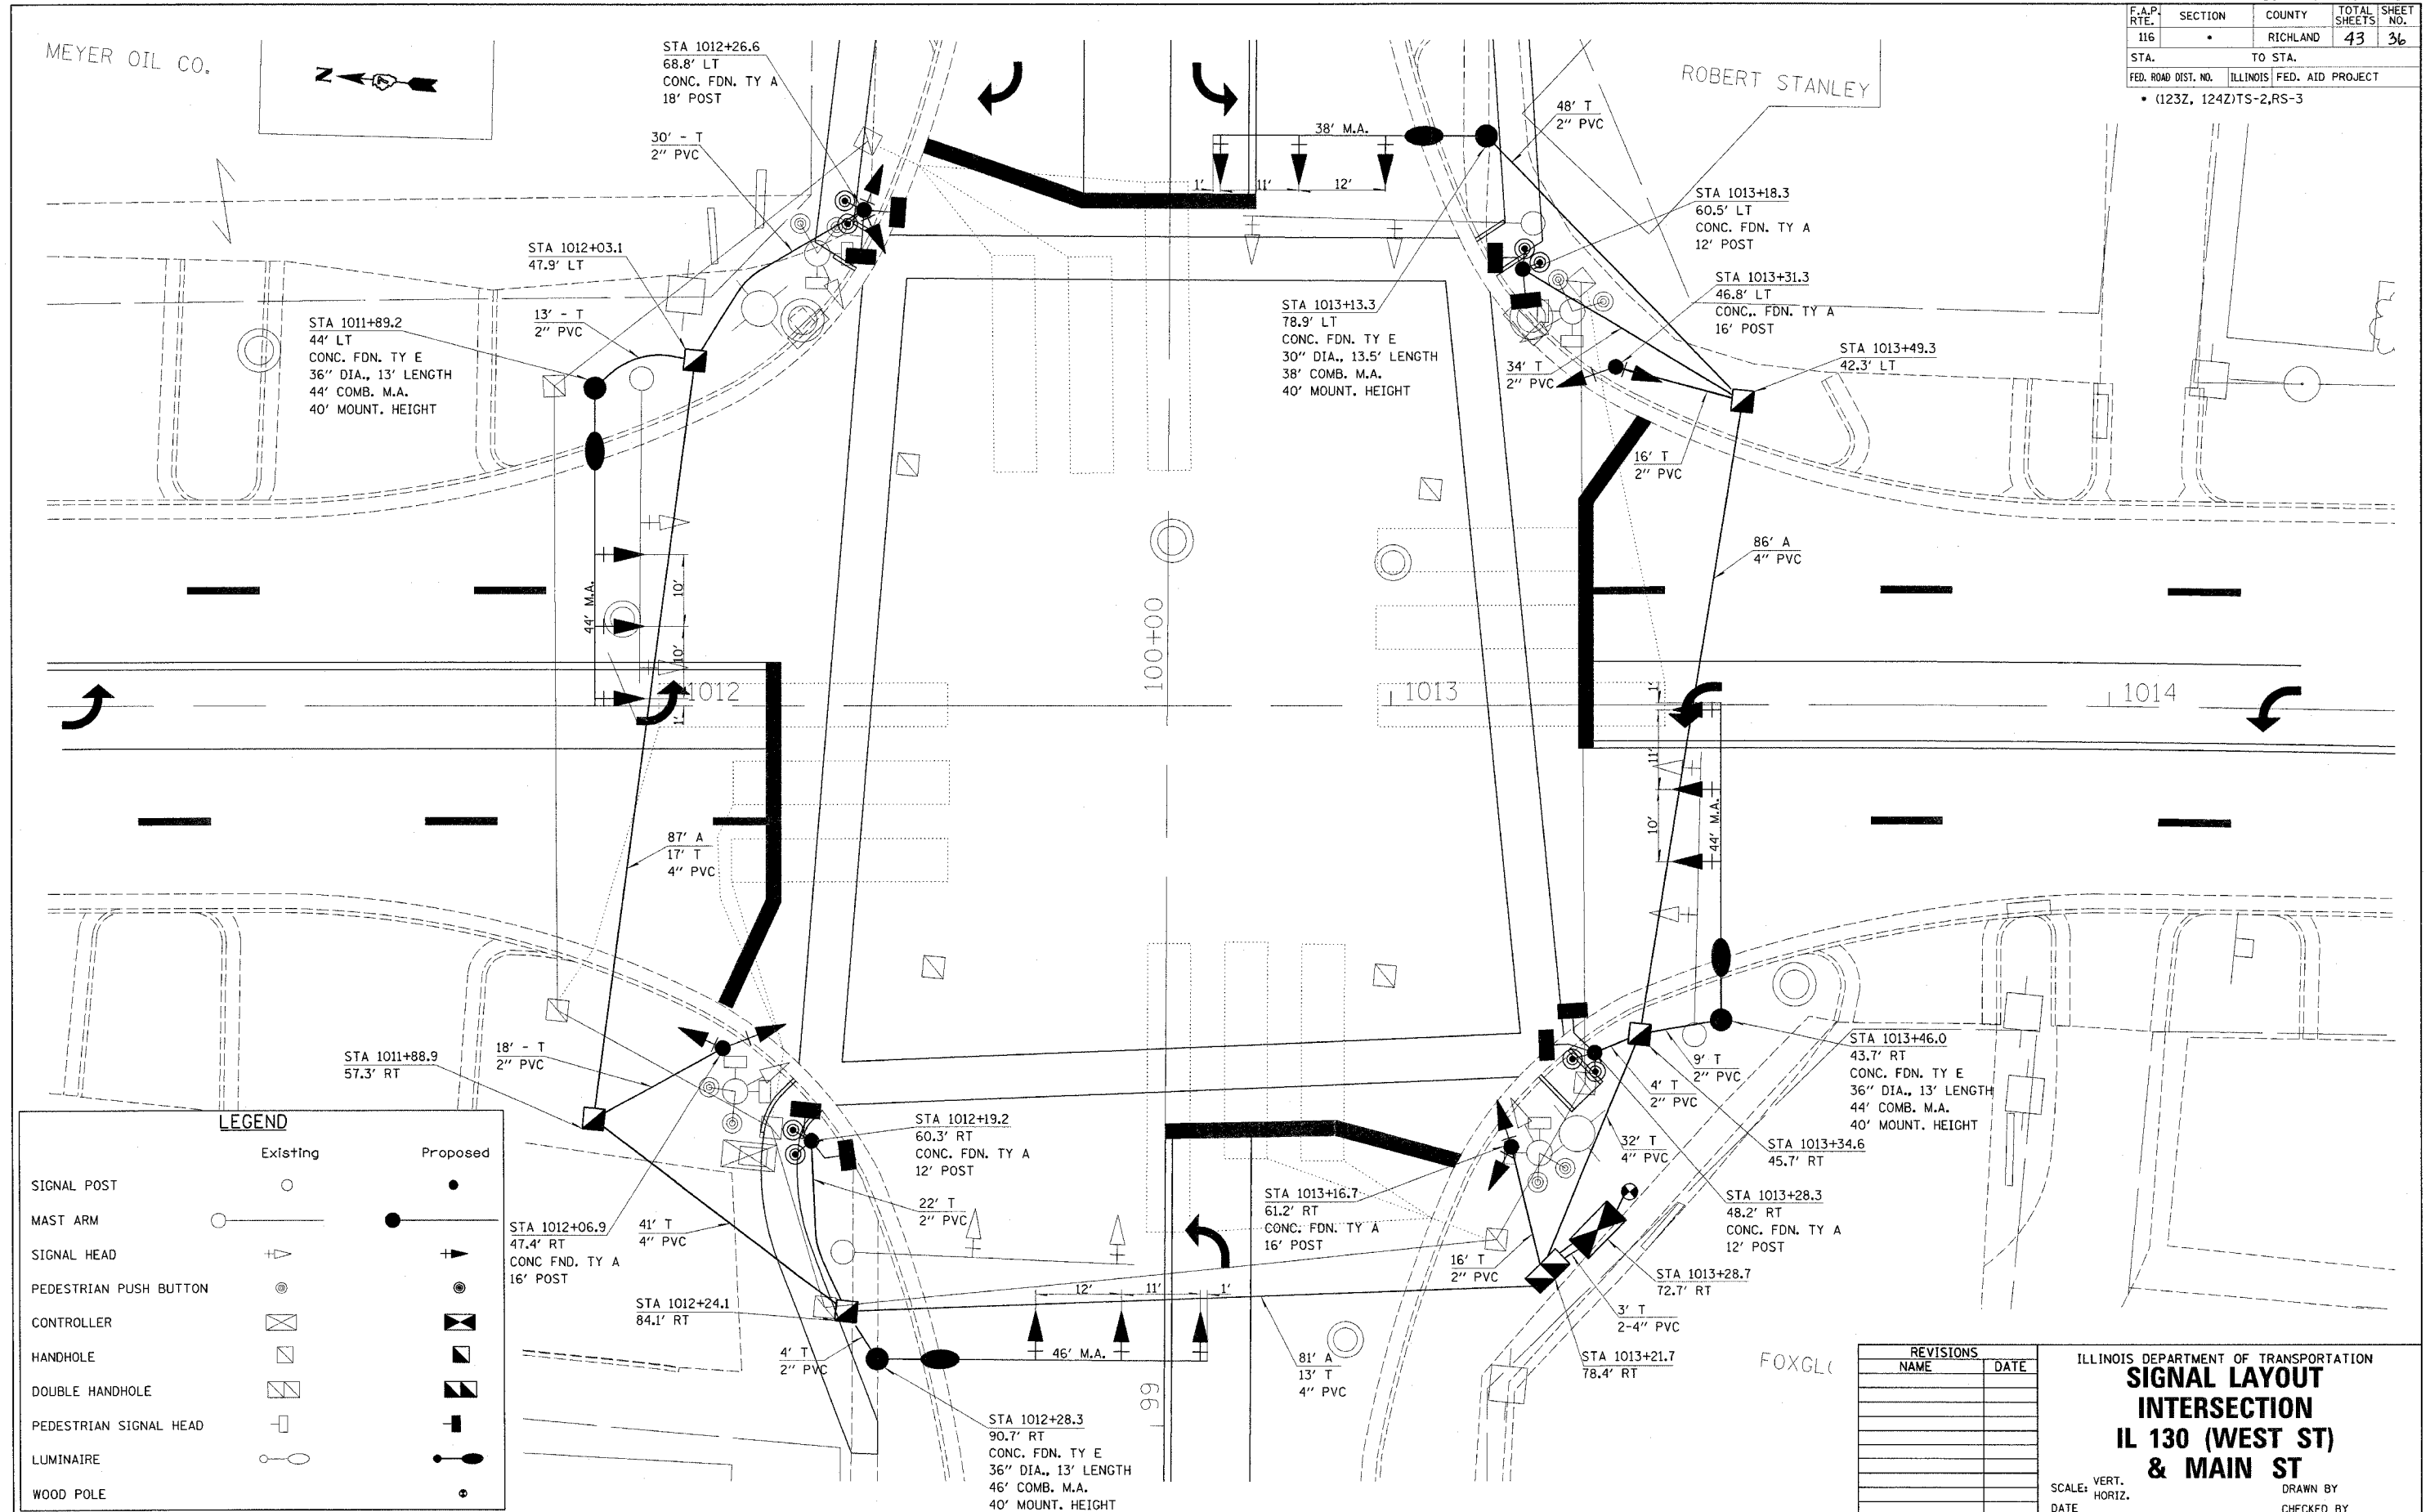 F.A.P. RTE. SECTION COUNTY TOTAL SHEETS SHEET NO.
116 • RICHLAND 43 36
STA. TO STA.
FED. ROAD DIST. NO. ILLINOIS FED. AID PROJECT
• (123Z, 124Z)TS-2,RS-3
MEYER OIL CO.
N
ROBERT STANLEY
STA 1012+26.6
68.8' LT
CONC. FDN. TY A
18' POST
30' - T
2" PVC
38' M.A.
1' 11' 12'
48' T
2" PVC
STA 1013+18.3
60.5' LT
CONC. FDN. TY A
12' POST
STA 1012+03.1
47.9' LT
13' - T
2" PVC
STA 1011+89.2
44' LT
CONC. FDN. TY E
36" DIA., 13' LENGTH
44' COMB. M.A.
40' MOUNT. HEIGHT
STA 1013+13.3
78.9' LT
CONC. FDN. TY E
30" DIA., 13.5' LENGTH
38' COMB. M.A.
40' MOUNT. HEIGHT
STA 1013+31.3
46.8' LT
CONC.. FDN. TY A
16' POST
STA 1013+49.3
42.3' LT
34' T
2" PVC
16' T
2" PVC
86' A
4" PVC
44' M.A.
10'
10'
1'
1012
100+00
1013
1014
1'
11'
10'
44' M.A.
87' A
17' T
4" PVC
STA 1011+88.9
57.3' RT
18' - T
2" PVC
STA 1012+06.9
47.4' RT
CONC FND. TY A
16' POST
41' T
4" PVC
STA 1012+19.2
60.3' RT
CONC. FDN. TY A
12' POST
22' T
2" PVC
STA 1012+24.1
84.1' RT
4' T
2" PVC
12' 11' 1'
46' M.A.
STA 1012+28.3
90.7' RT
CONC. FDN. TY E
36" DIA., 13' LENGTH
46' COMB. M.A.
40' MOUNT. HEIGHT
99
81' A
13' T
4" PVC
STA 1013+16.7
61.2' RT
CONC. FDN. TY A
16' POST
16' T
2" PVC
32' T
4" PVC
4' T
2" PVC
9' T
2" PVC
STA 1013+46.0
43.7' RT
CONC. FDN. TY E
36" DIA., 13' LENGTH
44' COMB. M.A.
40' MOUNT. HEIGHT
STA 1013+34.6
45.7' RT
STA 1013+28.3
48.2' RT
CONC. FDN. TY A
12' POST
STA 1013+28.7
72.7' RT
3' T
2-4" PVC
STA 1013+21.7
78.4' RT
FOXGL
LEGEND
Existing Proposed
SIGNAL POST
MAST ARM
SIGNAL HEAD
PEDESTRIAN PUSH BUTTON
CONTROLLER
HANDHOLE
DOUBLE HANDHOLE
PEDESTRIAN SIGNAL HEAD
LUMINAIRE
WOOD POLE
REVISIONS
NAME DATE
ILLINOIS DEPARTMENT OF TRANSPORTATION
SIGNAL LAYOUT
INTERSECTION
IL 130 (WEST ST)
& MAIN ST
SCALE: VERT. HORIZ.
DRAWN BY
DATE
CHECKED BY